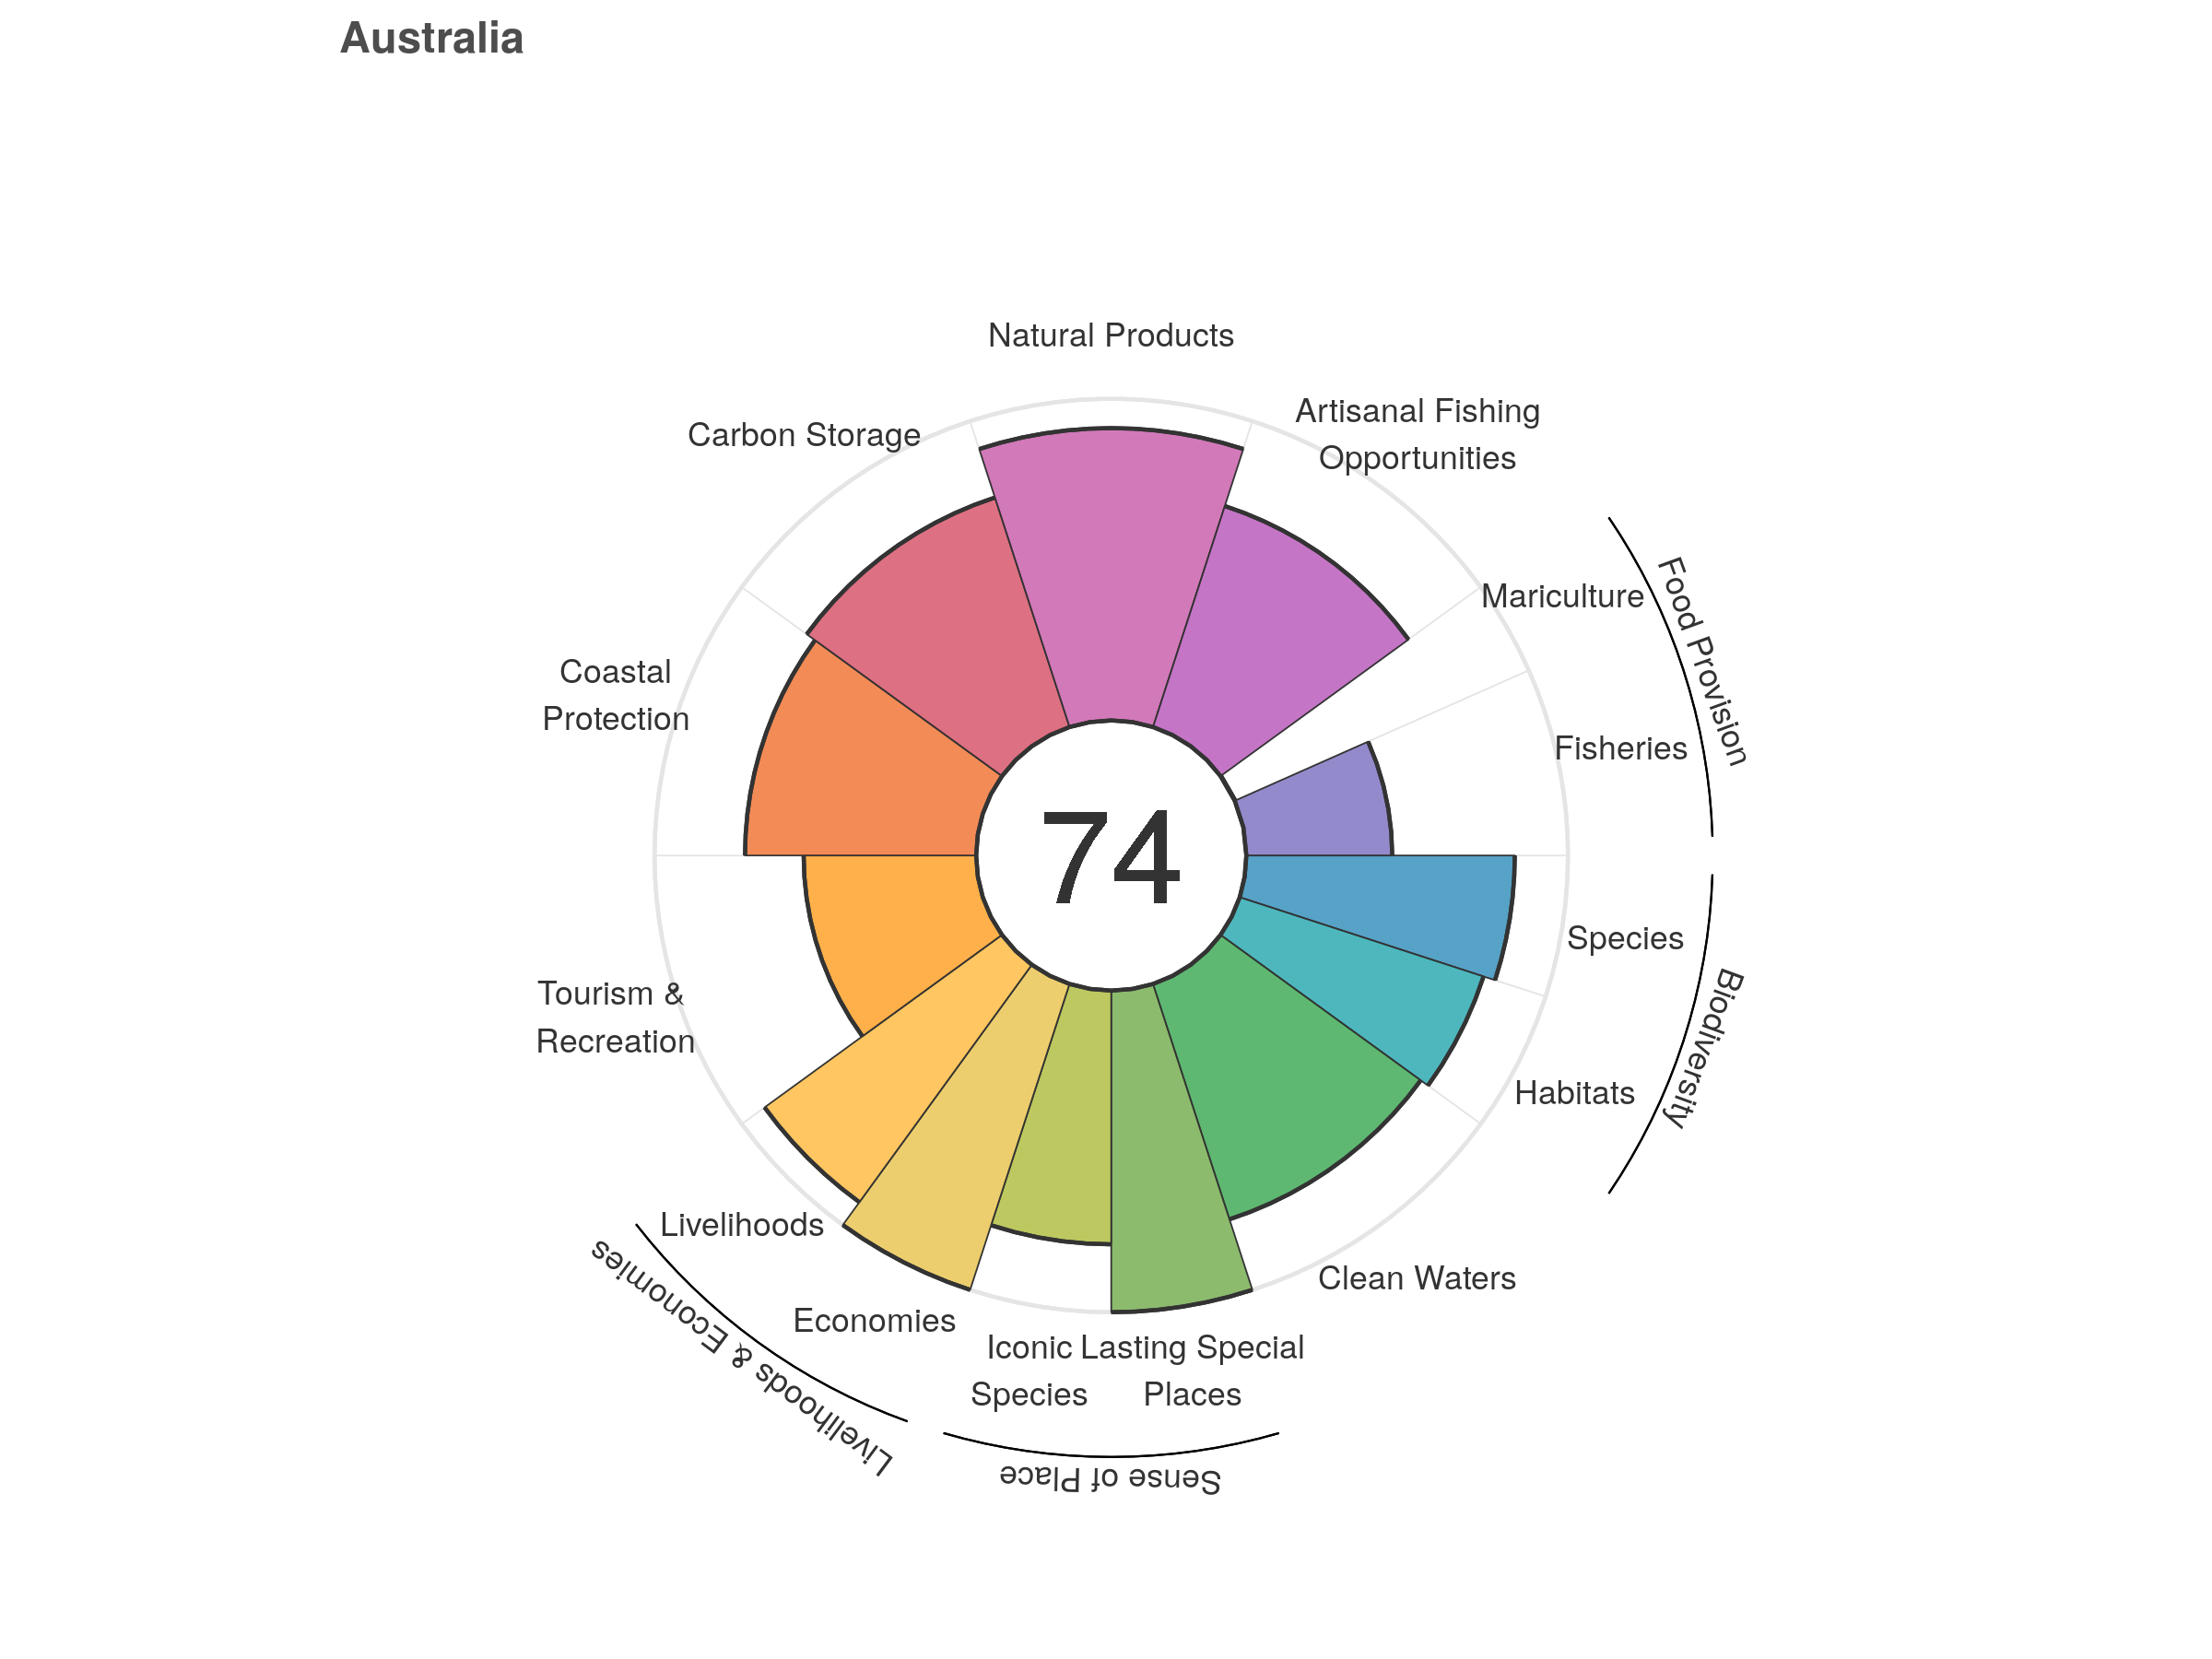 Australia
Natural Products
Artisanal Fishing
Opportunities
Carbon Storage
Mariculture
Food Provision
Fisheries
Coastal
Protection
74
Species
Biodiversity
Habitats
Tourism &
Recreation
Clean Waters
Livelihoods
Economies
Livelihoods & Economies
Iconic
Species
Lasting Special
Places
Sense of Place